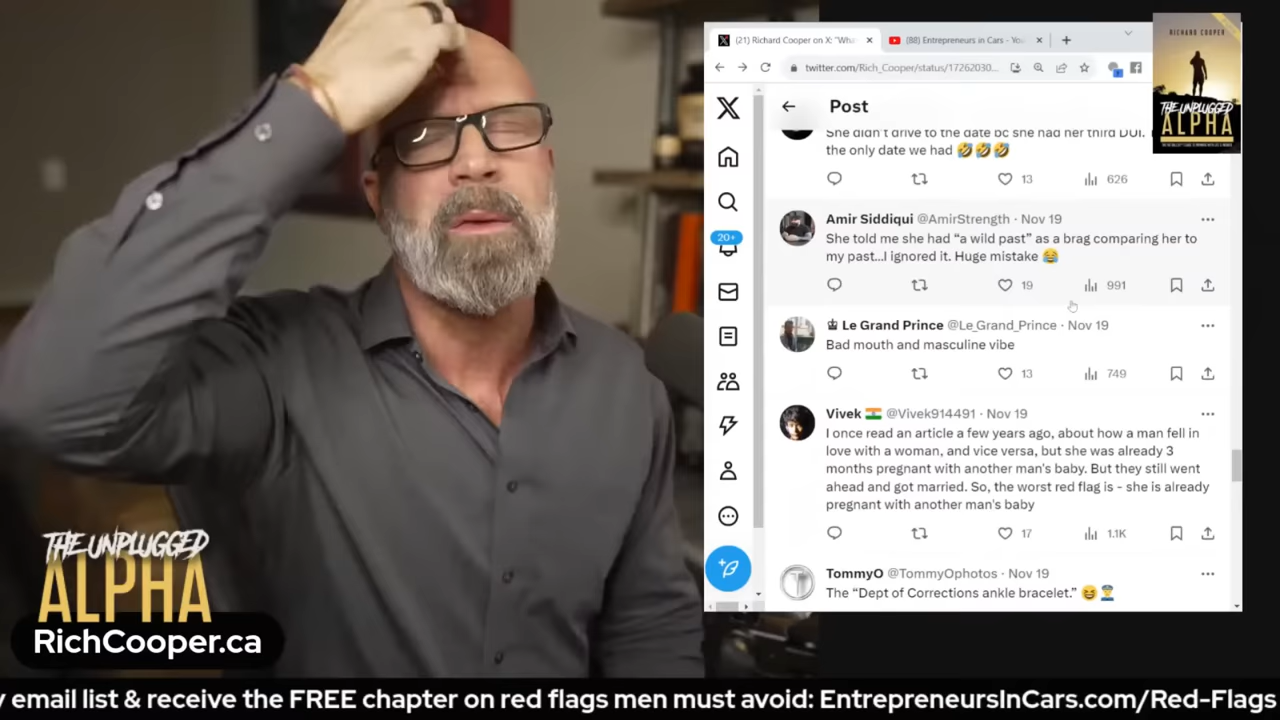 (21) Richard Cooper on X: "Wha
(88) Entrepreneurs in Cars - You
twitter.com/Rich_Cooper/status/17262030...
RICHARD COOPER
THE UNPLUGGED
ALPHA
Post
She didn't drive to the date bc she had her third DUI.
the only date we had 🤣🤣🤣
13
626
20+
Amir Siddiqui @AmirStrength · Nov 19
She told me she had “a wild past” as a brag comparing her to
my past...I ignored it. Huge mistake 😂
19
991
♚ Le Grand Prince @Le_Grand_Prince · Nov 19
Bad mouth and masculine vibe
13
749
Vivek 🇮🇳 @Vivek914491 · Nov 19
I once read an article a few years ago, about how a man fell in
love with a woman, and vice versa, but she was already 3
months pregnant with another man's baby. But they still went
ahead and got married. So, the worst red flag is - she is already
pregnant with another man's baby
17
1.1K
TommyO @TommyOphotos · Nov 19
The “Dept of Corrections ankle bracelet.” 😆👮‍♂️
THE UNPLUGGED
ALPHA
RichCooper.ca
y email list & receive the FREE chapter on red flags men must avoid: EntrepreneursInCars.com/Red-Flags